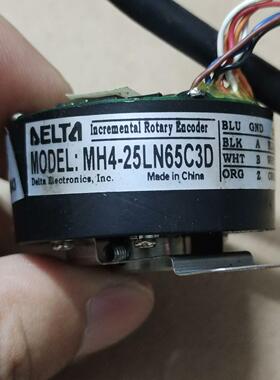 DELTA Incremental Rotary Encoder
MODEL: MH4-25LN65C3D
Delta Electronics, Inc. Made in China
BLU GND
BLK A
WHT B
ORG Z